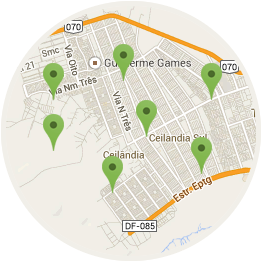 070
Smc
s 21
Via Oito
Guilherme Games
Via Nm Três
070
Via N Três
Ceilandia Sul
Ceilândia
Estr. Eptg
DF-085